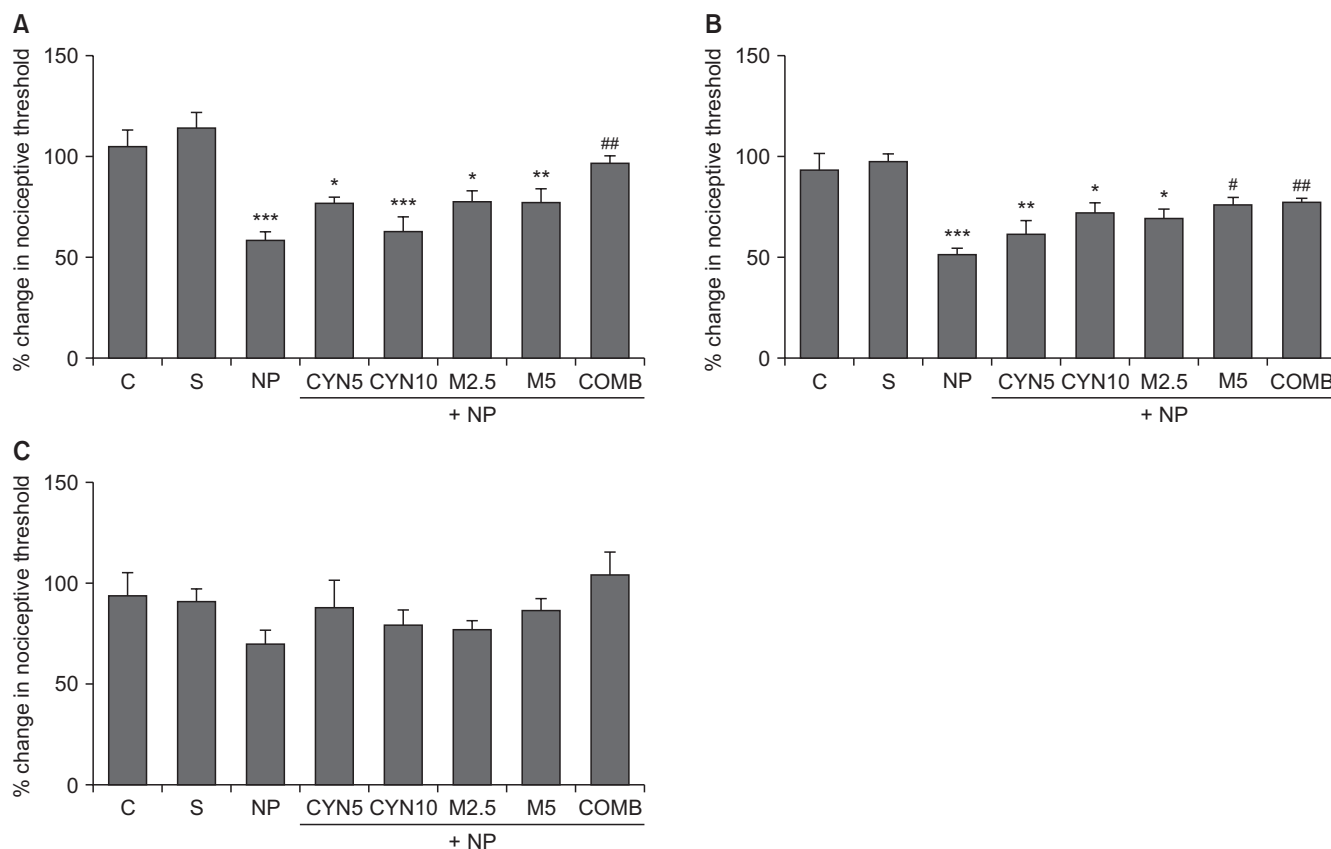 A
% change in nociceptive threshold
150
100
50
0
***
*
***
*
**
##
C S NP CYN5 CYN10 M2.5 M5 COMB
+ NP
B
% change in nociceptive threshold
150
100
50
0
***
**
*
*
#
##
C S NP CYN5 CYN10 M2.5 M5 COMB
+ NP
C
% change in nociceptive threshold
150
100
50
0
C S NP CYN5 CYN10 M2.5 M5 COMB
+ NP